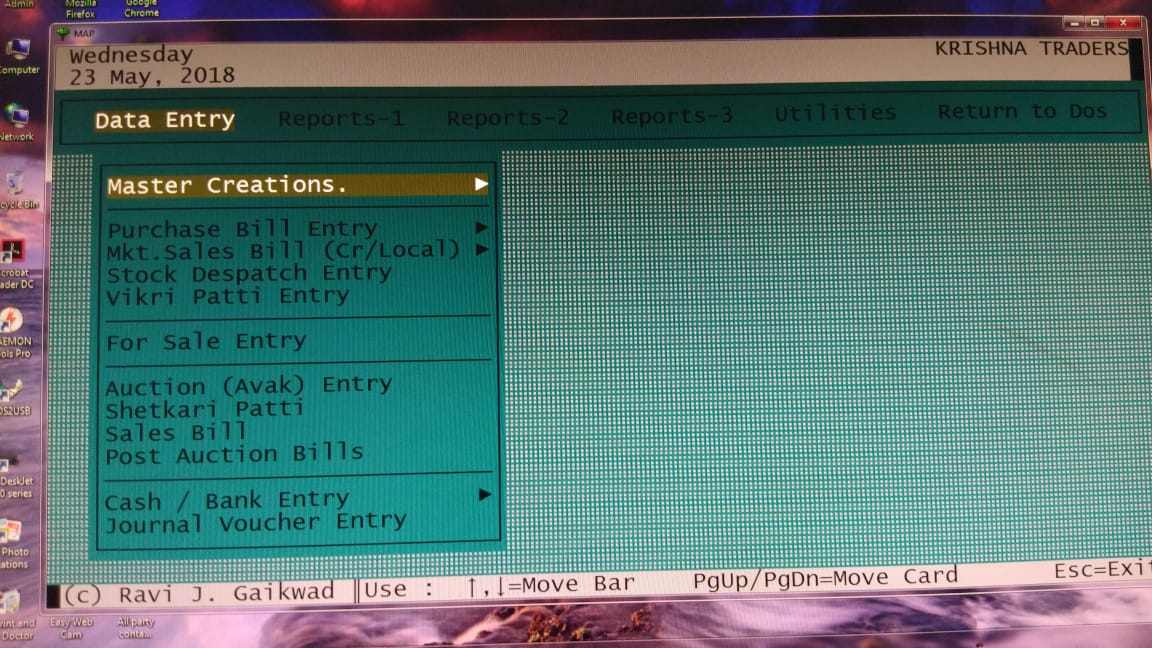 Admin
Mozilla Firefox
Google Chrome
MAP
Wednesday
KRISHNA TRADERS
23 May, 2018
Data Entry Reports-1 Reports-2 Reports-3 Utilities Return to Dos
Master Creations.
Purchase Bill Entry
Mkt.Sales Bill (Cr/Local)
Stock Despatch Entry
Vikri Patti Entry
For Sale Entry
Auction (Avak) Entry
Shetkari Patti
Sales Bill
Post Auction Bills
Cash / Bank Entry
Journal Voucher Entry
(c) Ravi J. Gaikwad Use : ↑,↓=Move Bar PgUp/PgDn=Move Card Esc=Exit
omputer
Network
ycle Bin
crobat
ader DC
AEMON
ols Pro
OS2USB
DeskJet
0 series
Photo
ations
rint and
Doctor
Easy Web
Cam
All party
conta...